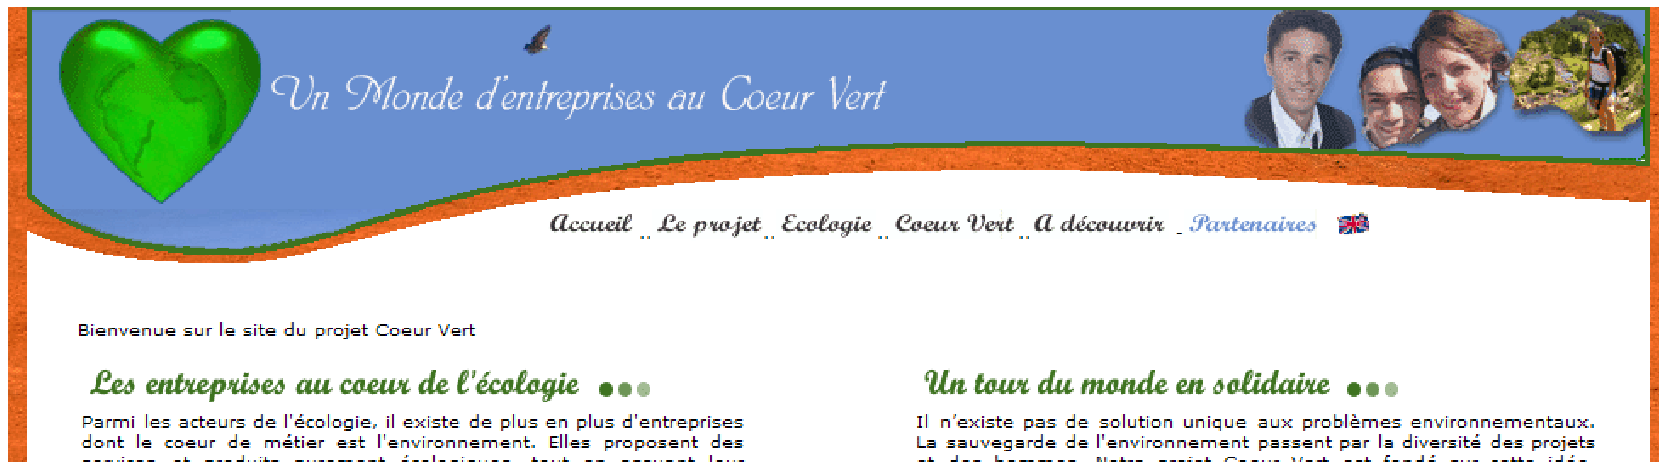 Un Monde d'entreprises au Coeur Vert
Accueil Le projet Ecologie Coeur Vert A découvrir - Partenaires
Bienvenue sur le site du projet Coeur Vert
Les entreprises au coeur de l'écologie
Parmi les acteurs de l'écologie, il existe de plus en plus d'entreprises
dont le coeur de métier est l'environnement. Elles proposent des
Un tour du monde en solidaire
Il n'existe pas de solution unique aux problèmes environnementaux.
La sauvegarde de l'environnement passent par la diversité des projets